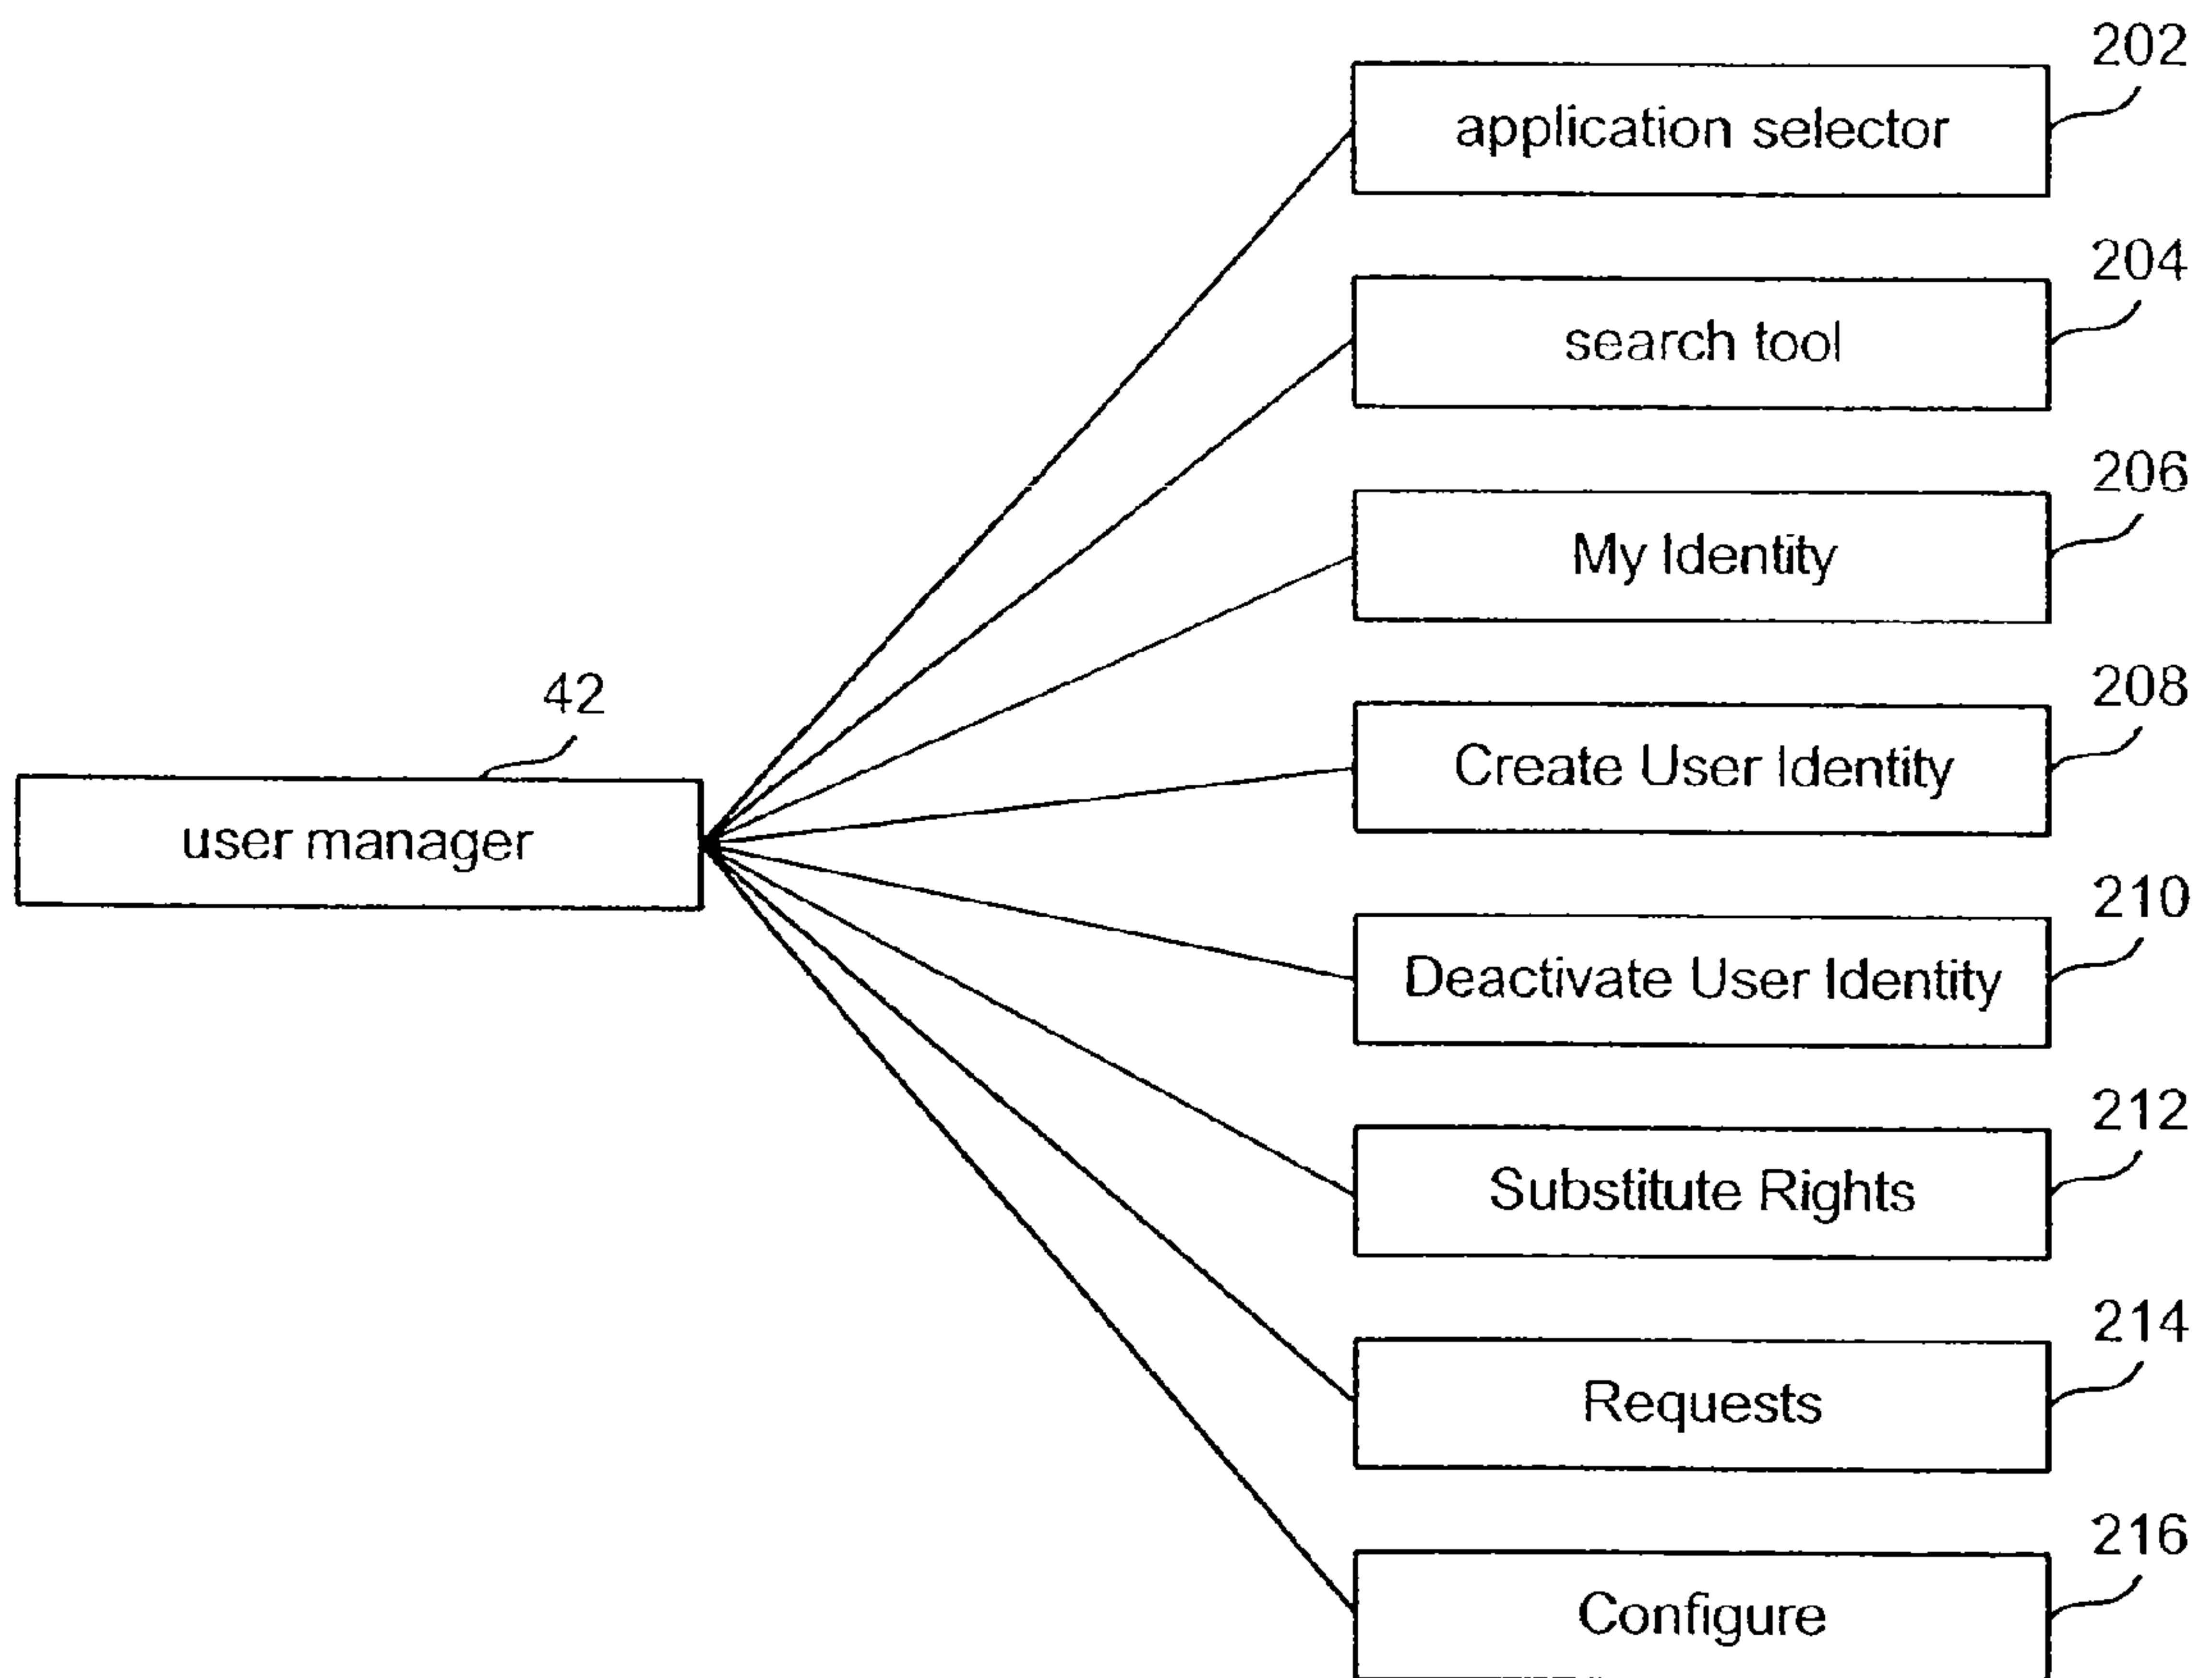 202
application selector
204
search tool
206
My Identity
208
Create User Identity
42
user manager
210
Deactivate User Identity
212
Substitute Rights
214
Requests
216
Configure